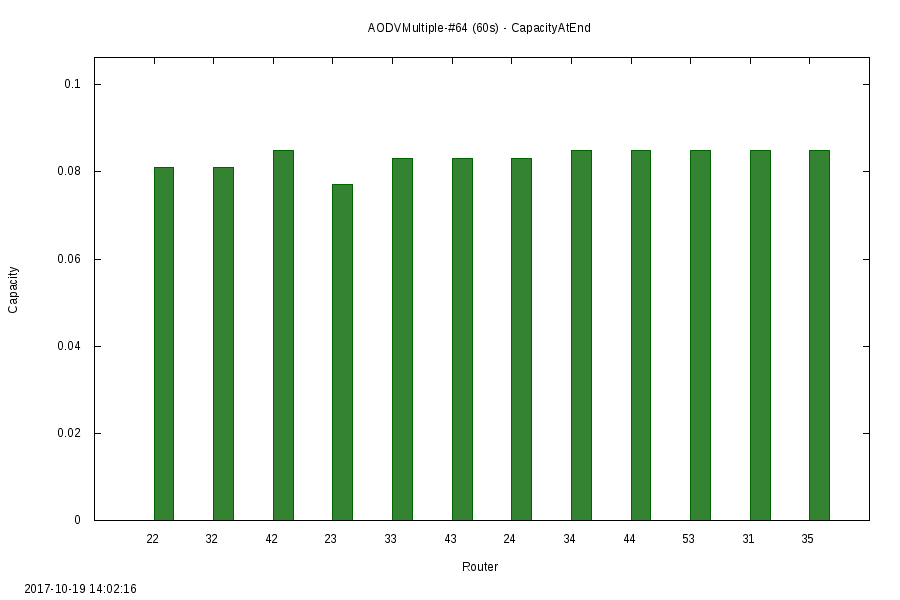 AODVMultiple-#64 (60s) - CapacityAtEnd
0.1
0.08
0.06
0.04
0.02
0
Capacity
22 32 42 23 33 43 24 34 44 53 31 35
Router
2017-10-19 14:02:16